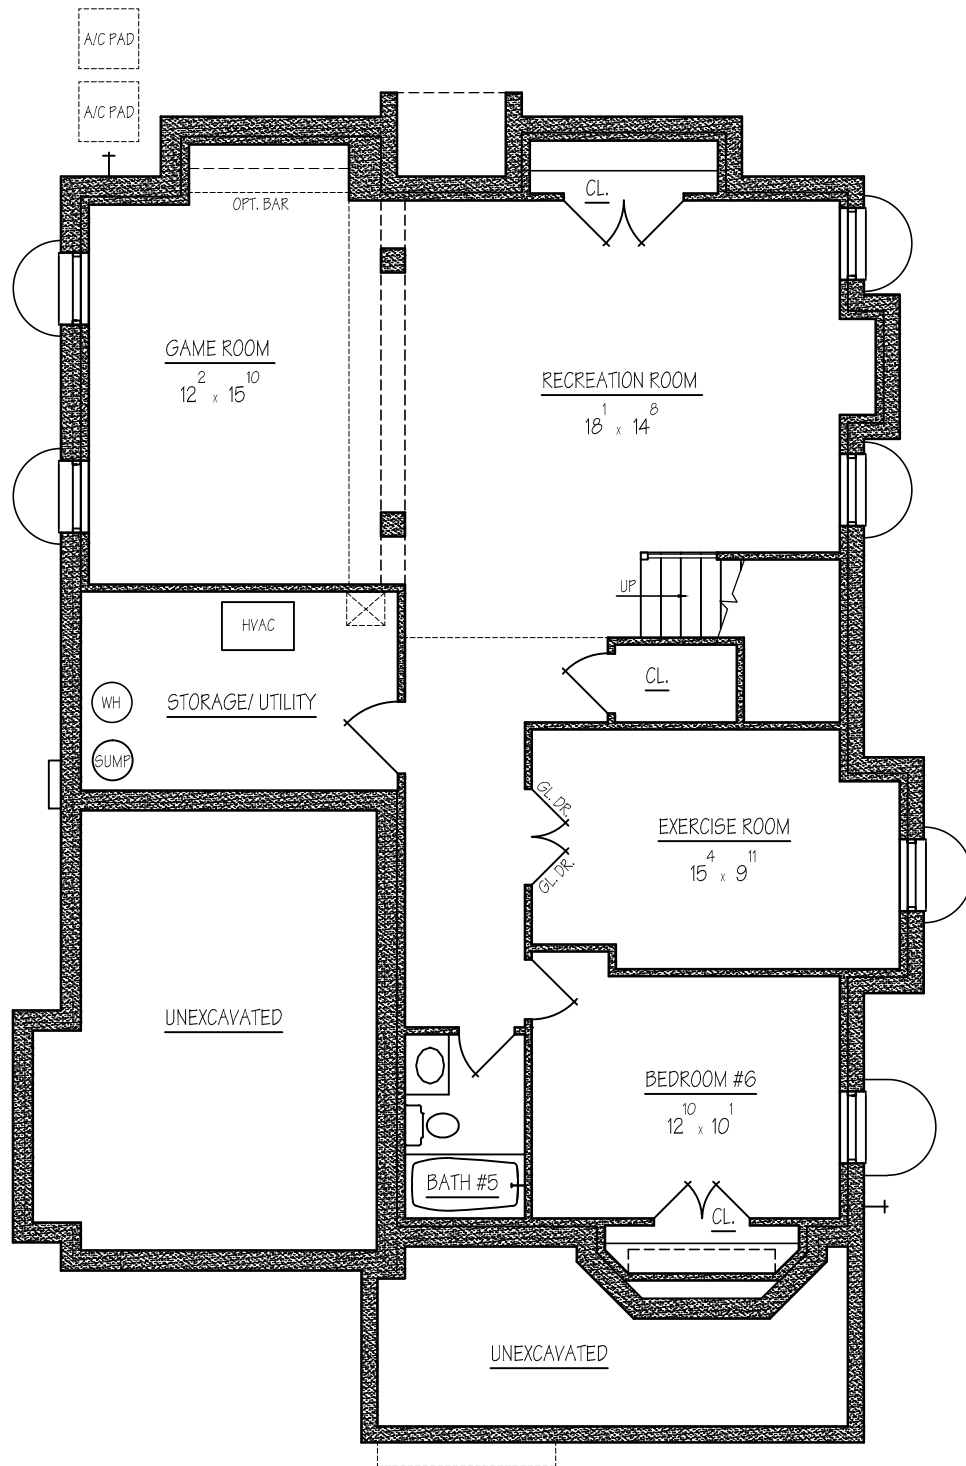 A/C PAD
A/C PAD
CL.
OPT. BAR
GAME ROOM
12 2 x 15 10
RECREATION ROOM
18 1 x 14 8
UP
HVAC
CL.
WH
STORAGE/ UTILITY
SUMP
GL. DR.
EXERCISE ROOM
15 4 x 9 11
GL. DR.
UNEXCAVATED
BEDROOM #6
12 10 x 10 1
BATH #5
CL.
UNEXCAVATED